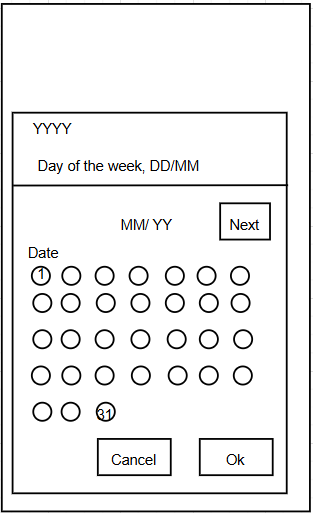 YYYY
Day of the week, DD/MM
MM/ YY
Next
Date
1
31
Cancel
Ok